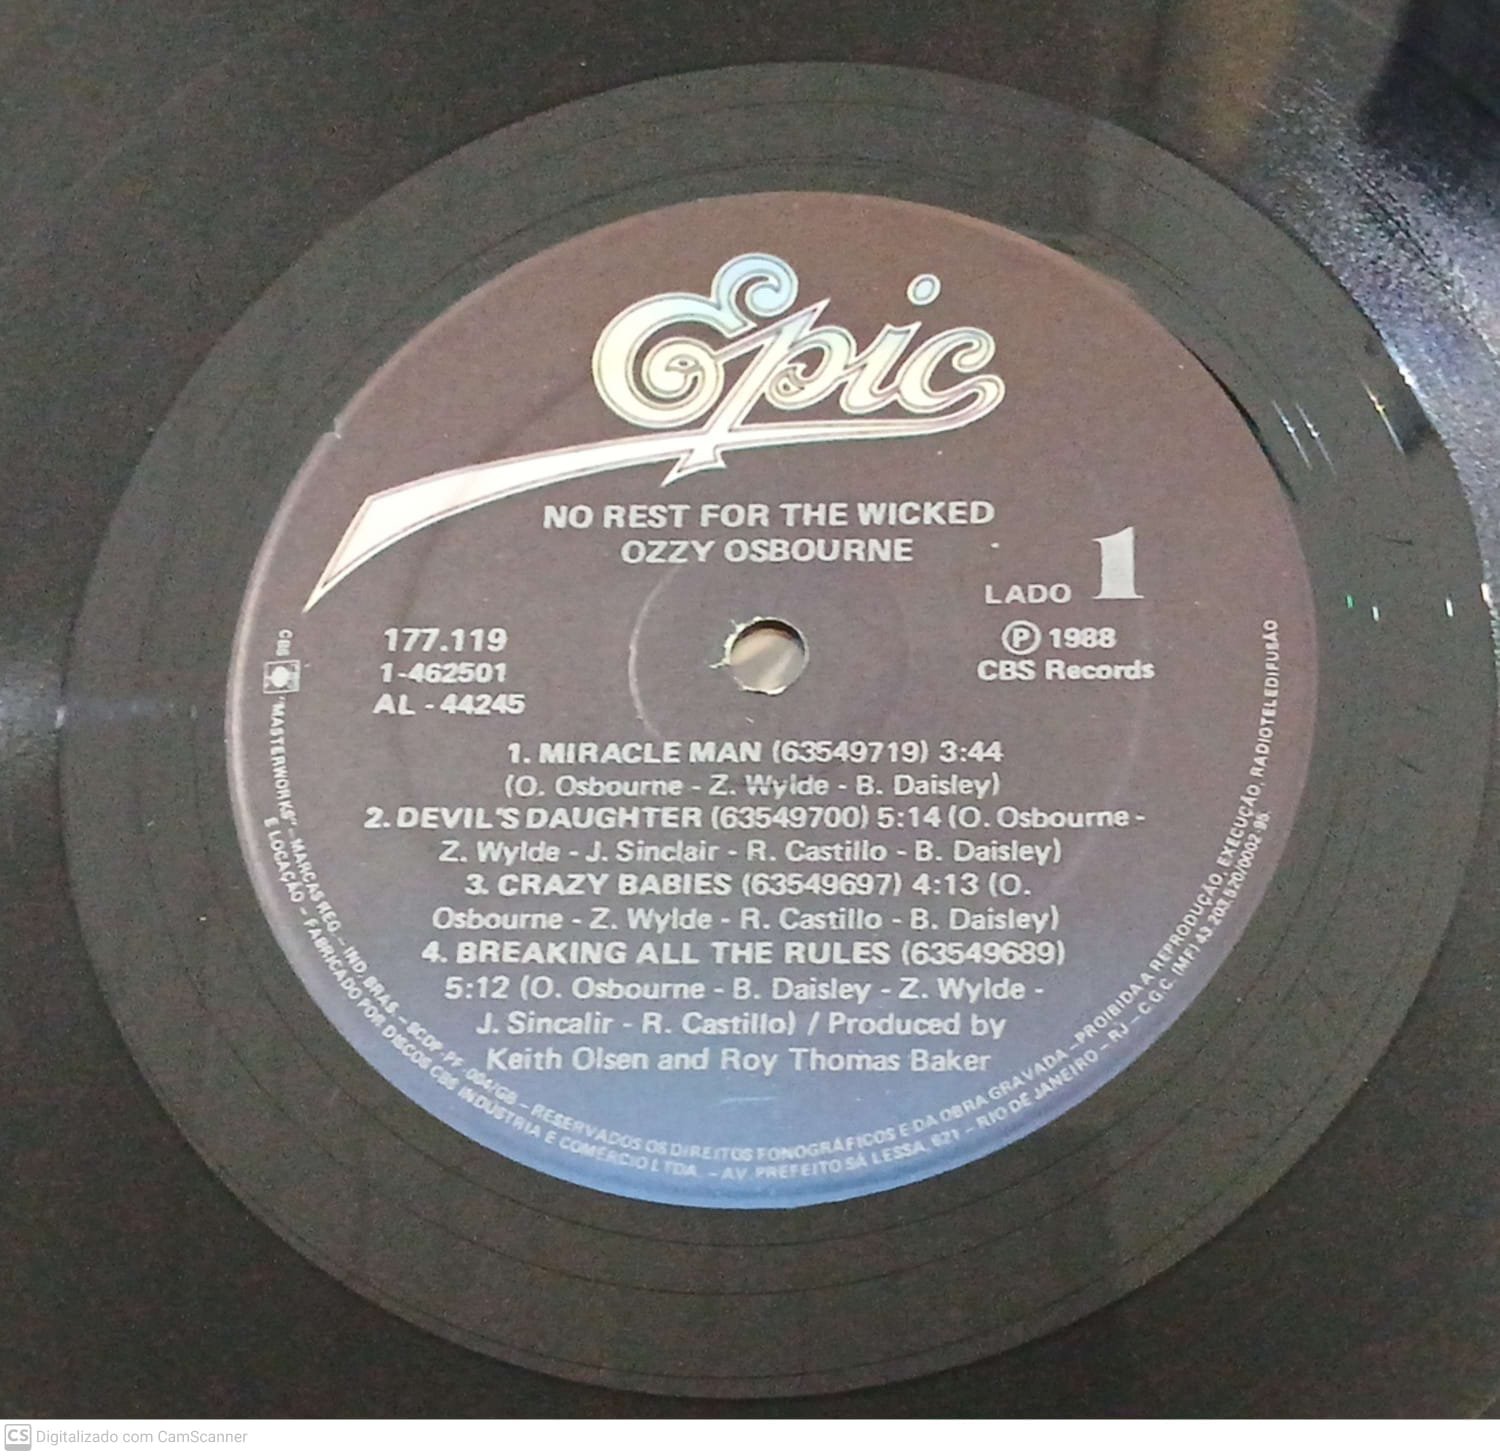 Epic
NO REST FOR THE WICKED
OZZY OSBOURNE
LADO 1
177.119
1-462501
AL - 44245
Ⓟ 1988
CBS Records
1. MIRACLE MAN (63549719) 3:44
(O. Osbourne - Z. Wylde - B. Daisley)
2. DEVIL'S DAUGHTER (63549700) 5:14 (O. Osbourne -
Z. Wylde - J. Sinclair - R. Castillo - B. Daisley)
3. CRAZY BABIES (63549697) 4:13 (O.
Osbourne - Z. Wylde - R. Castillo - B. Daisley)
4. BREAKING ALL THE RULES (63549689)
5:12 (O. Osbourne - B. Daisley - Z. Wylde -
J. Sincalir - R. Castillo) / Produced by
Keith Olsen and Roy Thomas Baker
CBS "MASTERWORKS" – MARCAS REG. – IND. BRAS. – SCDP-PF-004/GB – RESERVADOS OS DIREITOS FONOGRÁFICOS E DA OBRA GRAVADA – PROIBIDA A REPRODUÇÃO, EXECUÇÃO, RADIOTELEDIFUSÃO
E LOCAÇÃO – FABRICADO POR DISCOS CBS INDÚSTRIA E COMÉRCIO LTDA. – AV. PREFEITO SÁ LESSA, 621 – RIO DE JANEIRO – RJ – C.G.C. (MF) 43.203.520/0002-95.
CS Digitalizado com CamScanner